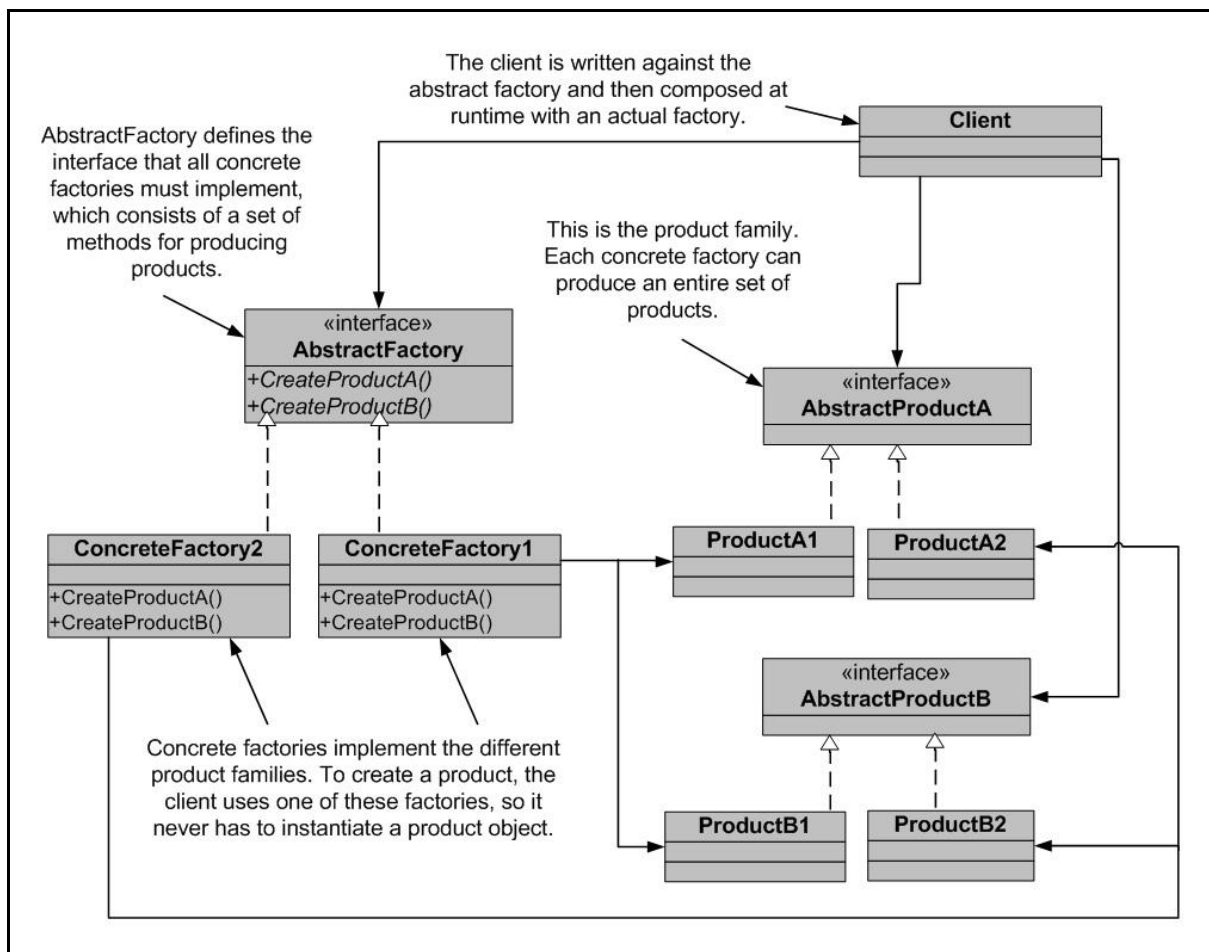 The client is written against the
abstract factory and then composed at
runtime with an actual factory.
Client
AbstractFactory defines the
interface that all concrete
factories must implement,
which consists of a set of
methods for producing
products.
This is the product family.
Each concrete factory can
produce an entire set of
products.
«interface»
AbstractFactory
+CreateProductA()
+CreateProductB()
«interface»
AbstractProductA
ConcreteFactory2
+CreateProductA()
+CreateProductB()
ConcreteFactory1
+CreateProductA()
+CreateProductB()
ProductA1
ProductA2
«interface»
AbstractProductB
Concrete factories implement the different
product families. To create a product, the
client uses one of these factories, so it
never has to instantiate a product object.
ProductB1
ProductB2